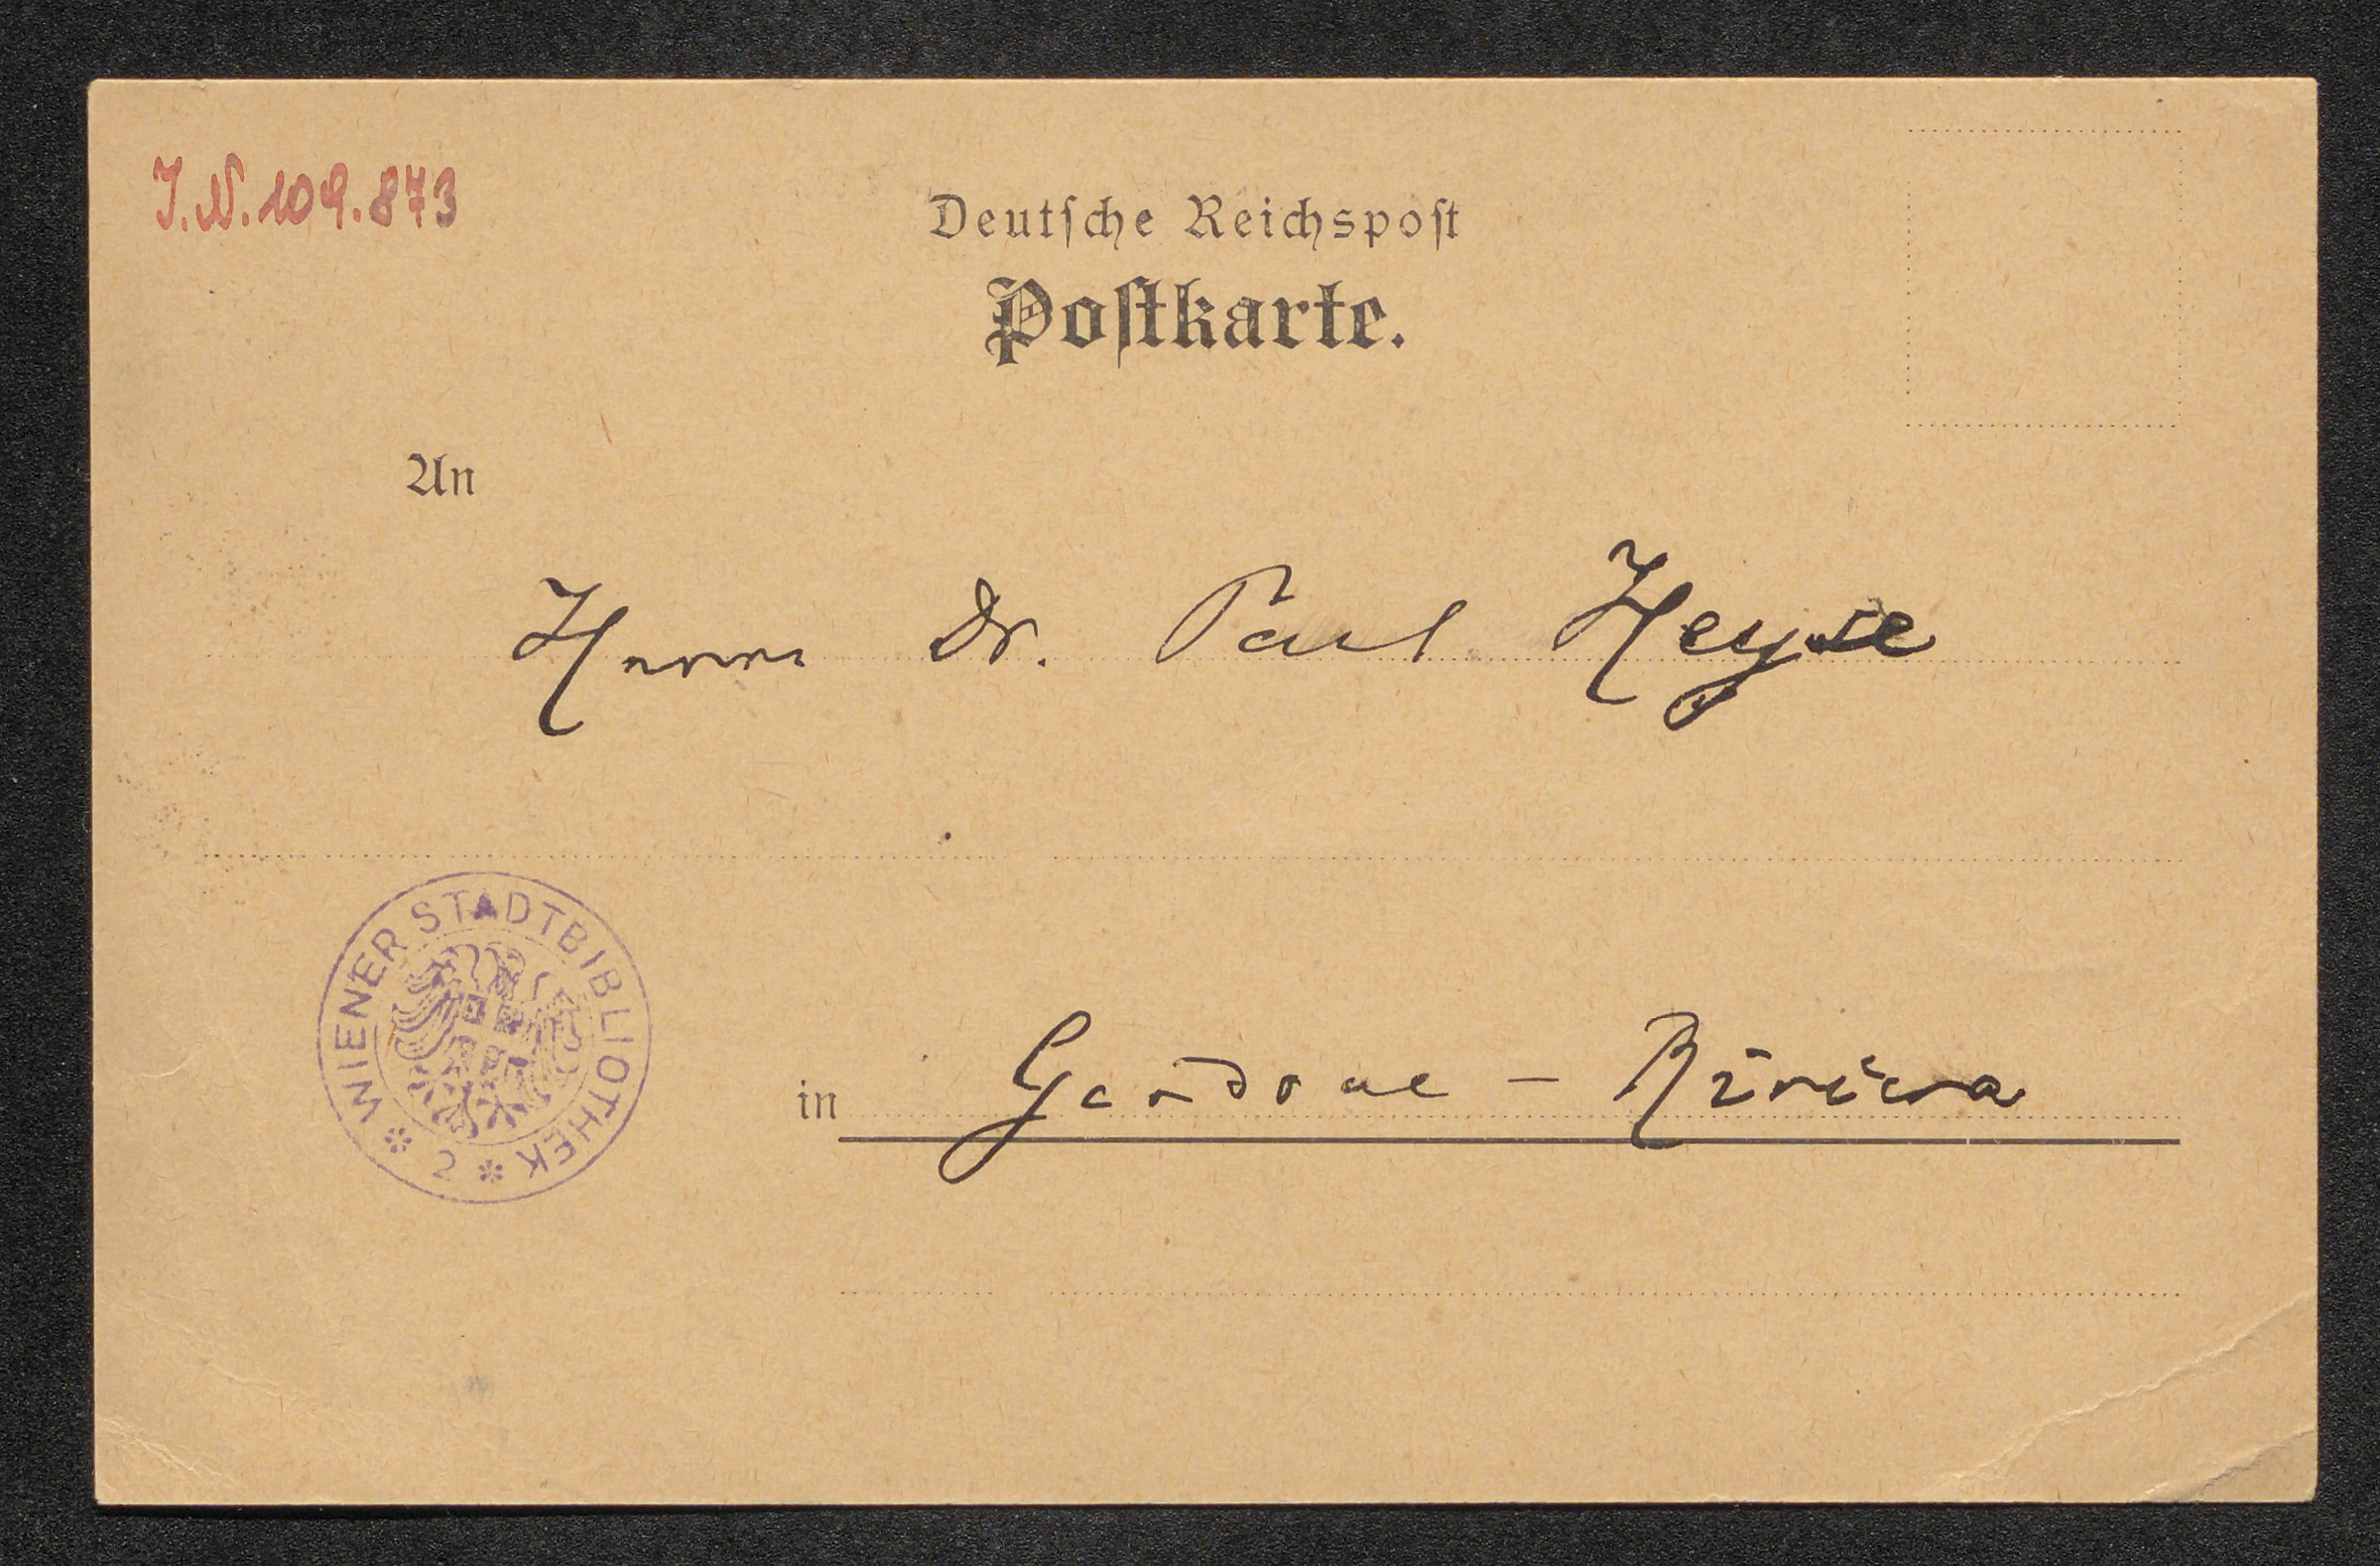 J.N. 109.873
Deutſche Reichspoſt
Poſtkarte.
An
Herrn Dr. Paul Heyse
WIENER STADTBIBLIOTHEK * 2 *
in Gardone - Riviera